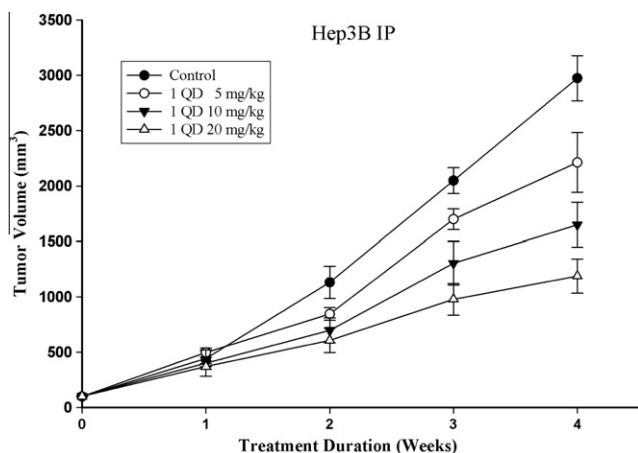 Hep3B IP
Control
1 QD 5 mg/kg
1 QD 10 mg/kg
1 QD 20 mg/kg
Tumor Volume (mm³)
3500
3000
2500
2000
1500
1000
500
0
0 1 2 3 4
Treatment Duration (Weeks)